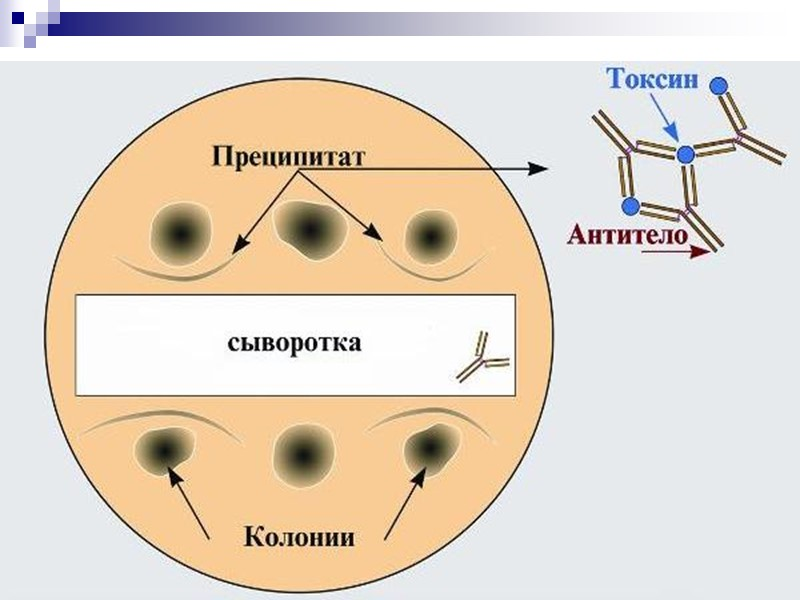 Токсин
Преципитат
Антитело
сыворотка
Колонии